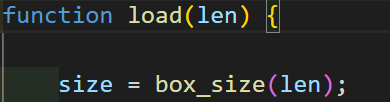 function load(len) {
size = box_size(len);